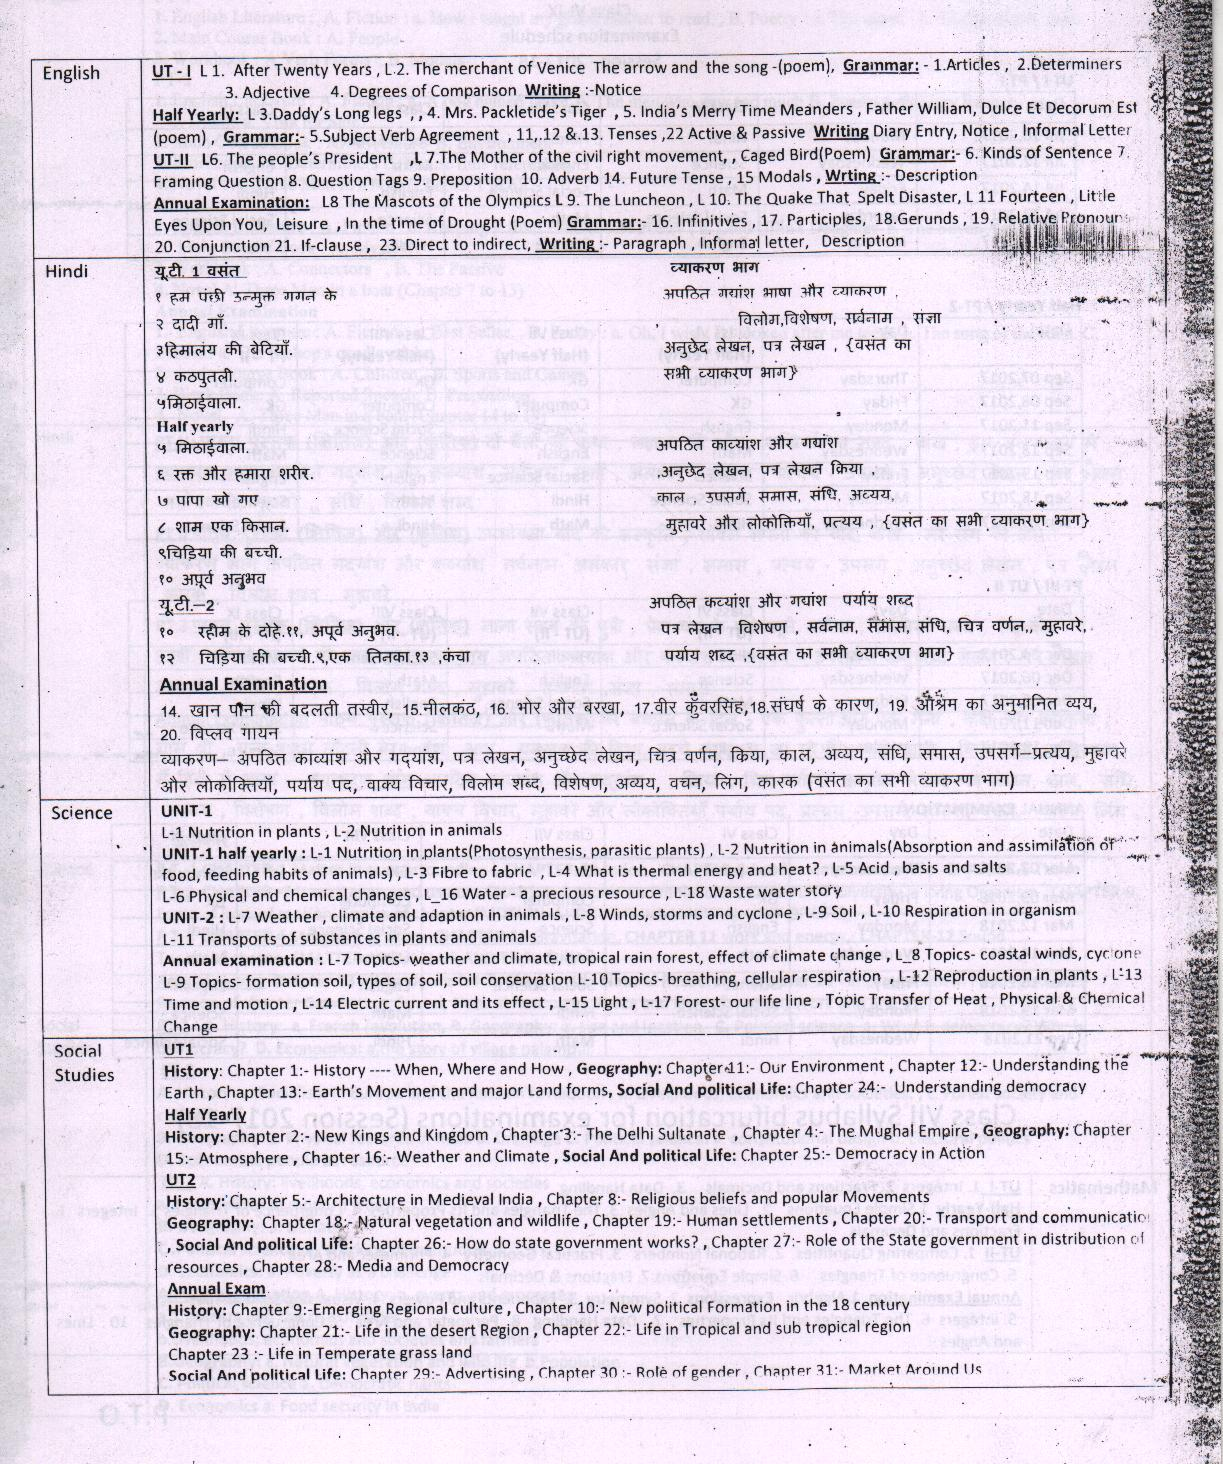 English
UT - I L 1. After Twenty Years , L.2. The merchant of Venice The arrow and the song -(poem), Grammar: - 1.Articles , 2.Determiners
3. Adjective 4. Degrees of Comparison Writing :-Notice
Half Yearly: L 3.Daddy's Long legs , , 4. Mrs. Packletide's Tiger , 5. India's Merry Time Meanders , Father William, Dulce Et Decorum Est
(poem) , Grammar:- 5.Subject Verb Agreement , 11,.12 &.13. Tenses ,22 Active & Passive Writing Diary Entry, Notice , Informal Letter
UT-II L6. The people's President ,L 7.The Mother of the civil right movement, , Caged Bird(Poem) Grammar:- 6. Kinds of Sentence 7.
Framing Question 8. Question Tags 9. Preposition 10. Adverb 14. Future Tense , 15 Modals , Wrting :- Description
Annual Examination: L8 The Mascots of the Olympics L 9. The Luncheon , L 10. The Quake That Spelt Disaster, L 11 Fourteen , Little
Eyes Upon You, Leisure , In the time of Drought (Poem) Grammar:- 16. Infinitives , 17. Participles, 18.Gerunds , 19. Relative Pronouns
20. Conjunction 21. If-clause , 23. Direct to indirect, Writing :- Paragraph , Informal letter, Description
Hindi
यू.टी. 1 वसंत व्याकरण भाग
१ हम पंछी उन्मुक्त गगन के अपठित गद्यांश भाषा और व्याकरण ,
२ दादी माँ. विलोम,विशेषण, सर्वनाम , संज्ञा
३हिमालय की बेटियाँ. अनुछेद लेखन, पत्र लेखन , {वसंत का
४ कठपुतली. सभी व्याकरण भाग}
५मिठाईवाला.
Half yearly
५ मिठाईवाला. अपठित काव्यांश और गद्यांश
६ रक्त और हमारा शरीर. अनुछेद लेखन, पत्र लेखन क्रिया ,
७ पापा खो गए. काल, उपसर्ग, समास, संधि, अव्यय,
८ शाम एक किसान. मुहावरे और लोकोक्तियाँ, प्रत्यय , {वसंत का सभी व्याकरण भाग}
९चिड़िया की बच्ची.
१० अपूर्व अनुभव
यू.टी.–2 अपठित कव्यांश और गद्यांश पर्याय शब्द
१० रहीम के दोहे.११, अपूर्व अनुभव. पत्र लेखन विशेषण , सर्वनाम, समास, संधि, चित्र वर्णन,, मुहावरे,
१२ चिड़िया की बच्ची.९,एक तिनका.१३ ,कंचा पर्याय शब्द ,{वसंत का सभी व्याकरण भाग}
Annual Examination
14. खान पान की बदलती तस्वीर, 15.नीलकंठ, 16. भोर और बरखा, 17.वीर कुँवरसिंह,18.संघर्ष के कारण, 19. आश्रम का अनुमानित व्यय,
20. विप्लव गायन
व्याकरण– अपठित काव्यांश और गद्यांश, पत्र लेखन, अनुच्छेद लेखन, चित्र वर्णन, किया, काल, अव्यय, संधि, समास, उपसर्ग–प्रत्यय, मुहावरे
और लोकोक्तियाँ, पर्याय पद, वाक्य विचार, विलोम शब्द, विशेषण, अव्यय, वचन, लिंग, कारक (वसंत का सभी व्याकरण भाग)
Science
UNIT-1
L-1 Nutrition in plants , L-2 Nutrition in animals
UNIT-1 half yearly : L-1 Nutrition in plants(Photosynthesis, parasitic plants) , L-2 Nutrition in animals(Absorption and assimilation of
food, feeding habits of animals) , L-3 Fibre to fabric , L-4 What is thermal energy and heat? , L-5 Acid , basis and salts
L-6 Physical and chemical changes , L_16 Water - a precious resource , L-18 Waste water story
UNIT-2 : L-7 Weather , climate and adaption in animals , L-8 Winds, storms and cyclone , L-9 Soil , L-10 Respiration in organism
L-11 Transports of substances in plants and animals
Annual examination : L-7 Topics- weather and climate, tropical rain forest, effect of climate change , L_8 Topics- coastal winds, cyclone
L-9 Topics- formation soil, types of soil, soil conservation L-10 Topics- breathing, cellular respiration , L-12 Reproduction in plants , L-13
Time and motion , L-14 Electric current and its effect , L-15 Light , L-17 Forest- our life line , Topic Transfer of Heat , Physical & Chemical
Change
Social Studies
UT1
History: Chapter 1:- History ---- When, Where and How , Geography: Chapter 11:- Our Environment , Chapter 12:- Understanding the
Earth , Chapter 13:- Earth's Movement and major Land forms, Social And political Life: Chapter 24:- Understanding democracy
Half Yearly
History: Chapter 2:- New Kings and Kingdom , Chapter 3:- The Delhi Sultanate , Chapter 4:- The Mughal Empire , Geography: Chapter
15:- Atmosphere , Chapter 16:- Weather and Climate , Social And political Life: Chapter 25:- Democracy in Action
UT2
History: Chapter 5:- Architecture in Medieval India , Chapter 8:- Religious beliefs and popular Movements
Geography: Chapter 18:- Natural vegetation and wildlife , Chapter 19:- Human settlements , Chapter 20:- Transport and communicatio
, Social And political Life: Chapter 26:- How do state government works? , Chapter 27:- Role of the State government in distribution of
resources , Chapter 28:- Media and Democracy
Annual Exam
History: Chapter 9:-Emerging Regional culture , Chapter 10:- New political Formation in the 18 century
Geography: Chapter 21:- Life in the desert Region , Chapter 22:- Life in Tropical and sub tropical region
Chapter 23 :- Life in Temperate grass land
Social And political Life: Chapter 29:- Advertising , Chapter 30 :- Role of gender , Chapter 31:- Market Around Us